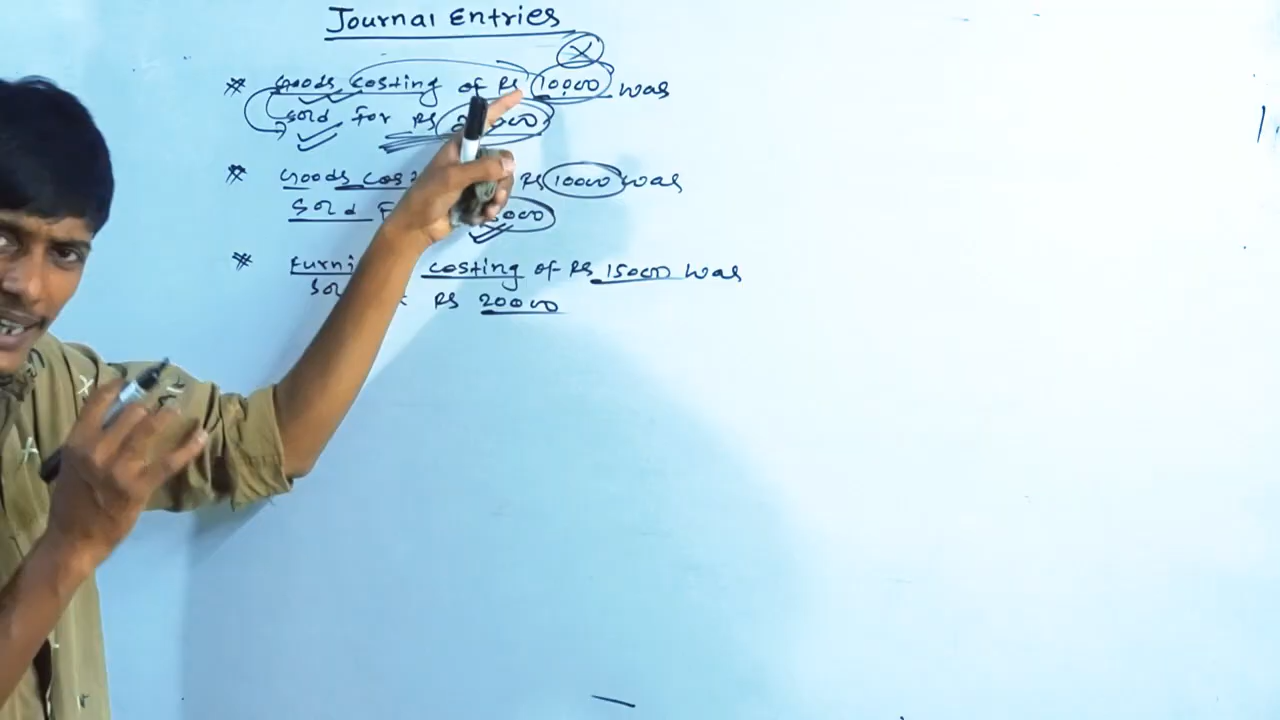 Journal Entries
* Goods costing of Rs 10000 was
sold for Rs
* Goods Rs 10000 was
sold
* costing of Rs 15000 was
Rs 20000